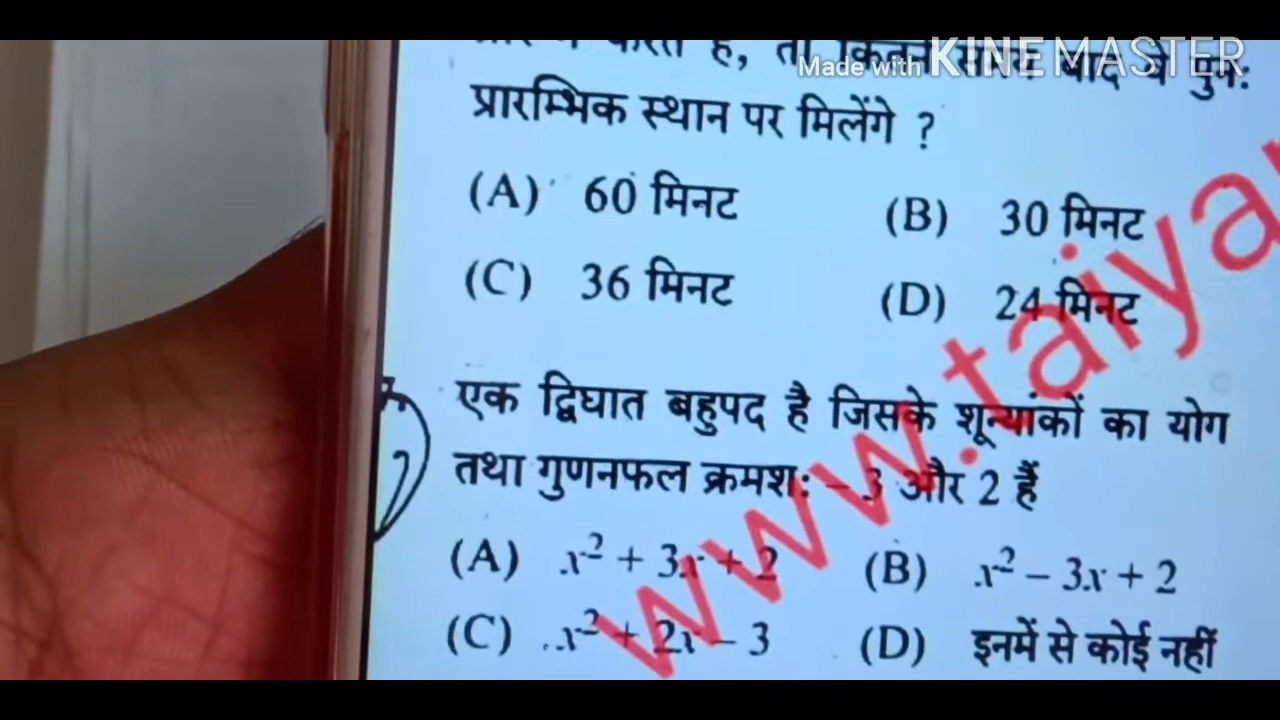 Made with KINEMASTER
प्रारम्भिक स्थान पर मिलेंगे ?
(A) 60 मिनट (B) 30 मिनट
(C) 36 मिनट (D) 24 मिनट
एक द्विघात बहुपद है जिसके शून्यांकों का योग
तथा गुणनफल क्रमशः – 3 और 2 हैं
(A) x² + 3x + 2 (B) x² – 3x + 2
(C) x² + 2x – 3 (D) इनमें से कोई नहीं
www.taiya